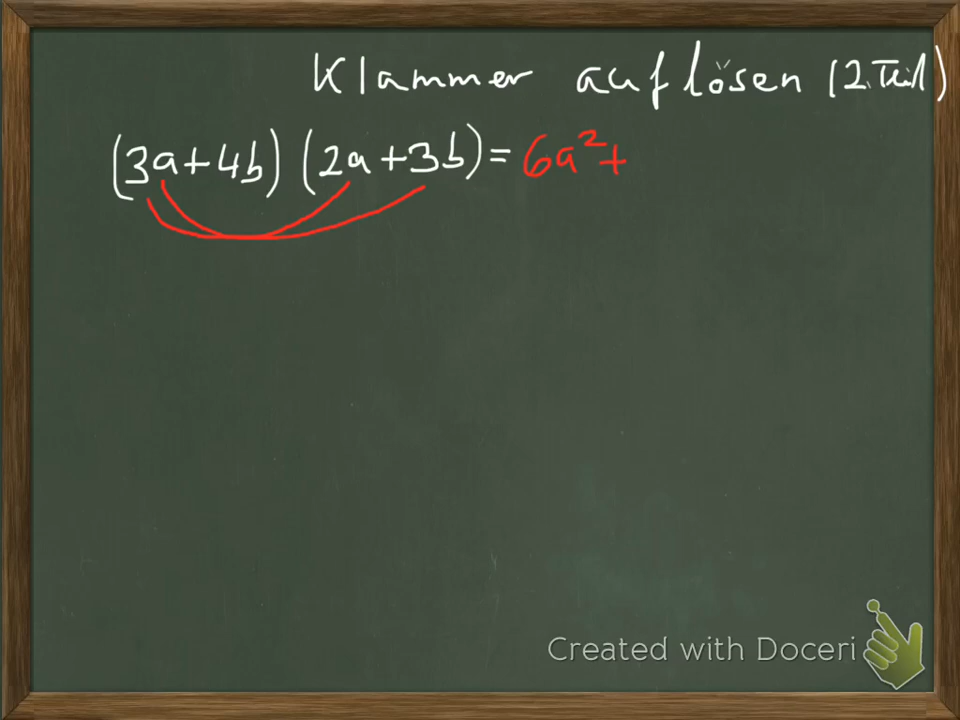 Klammer auflösen (2.Teil)
(3a+4b) (2a+3b)= 6a²+
Created with Doceri